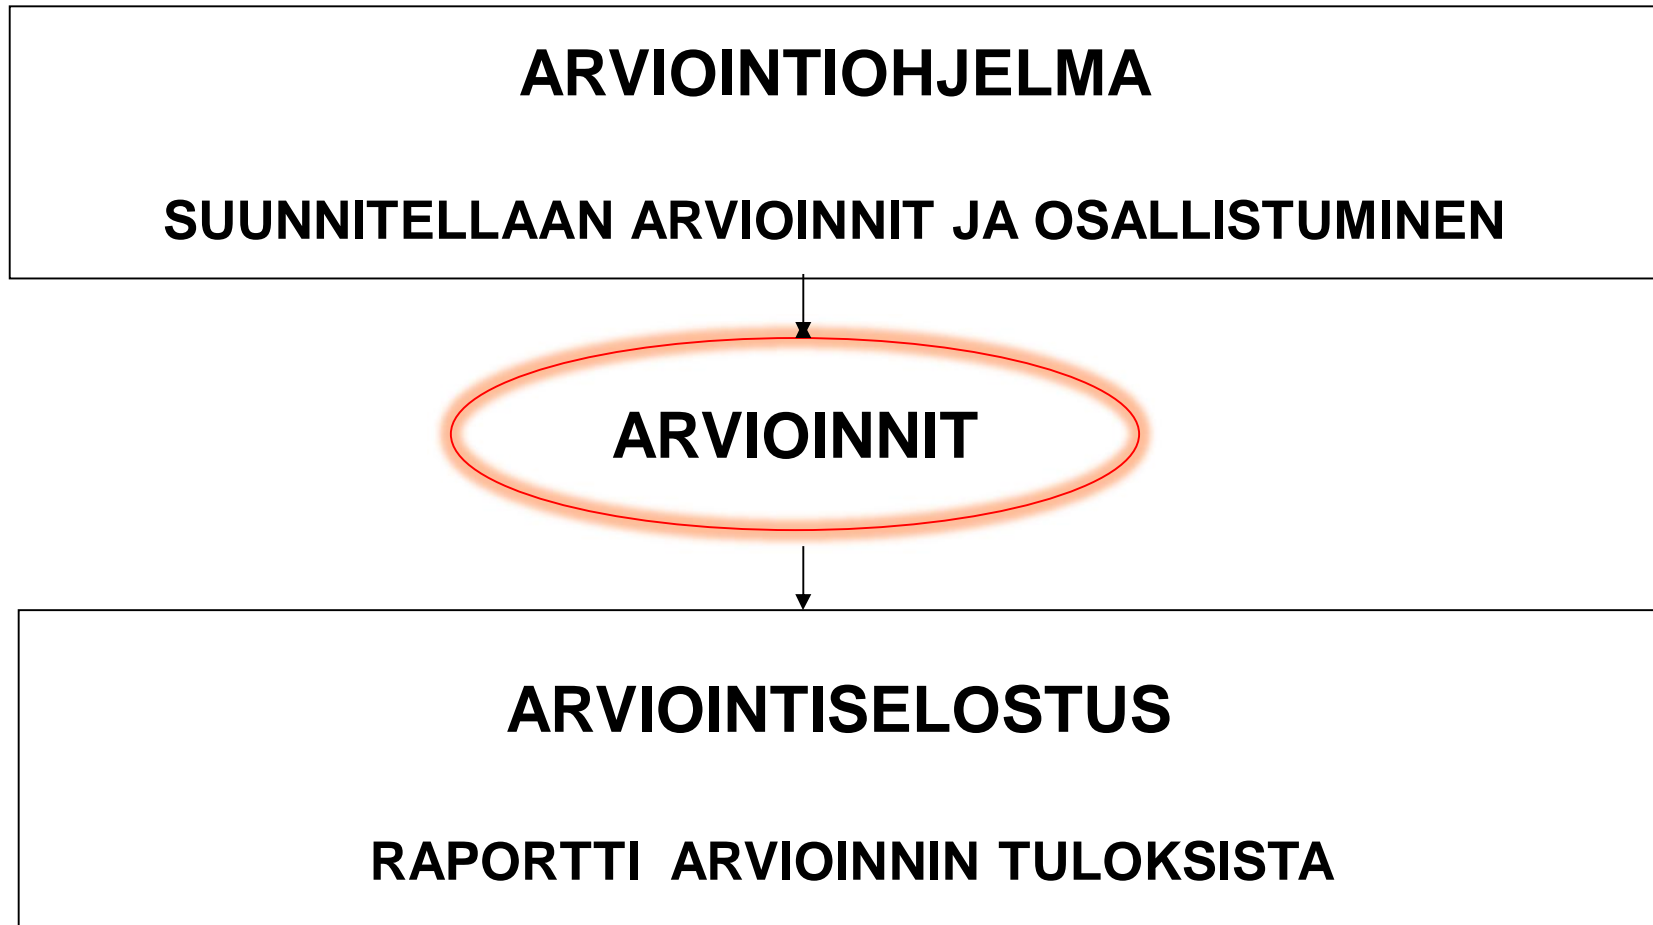 ARVIOINTIOHJELMA
SUUNNITELLAAN ARVIOINNIT JA OSALLISTUMINEN
ARVIOINNIT
ARVIOINTISELOSTUS
RAPORTTI ARVIOINNIN TULOKSISTA